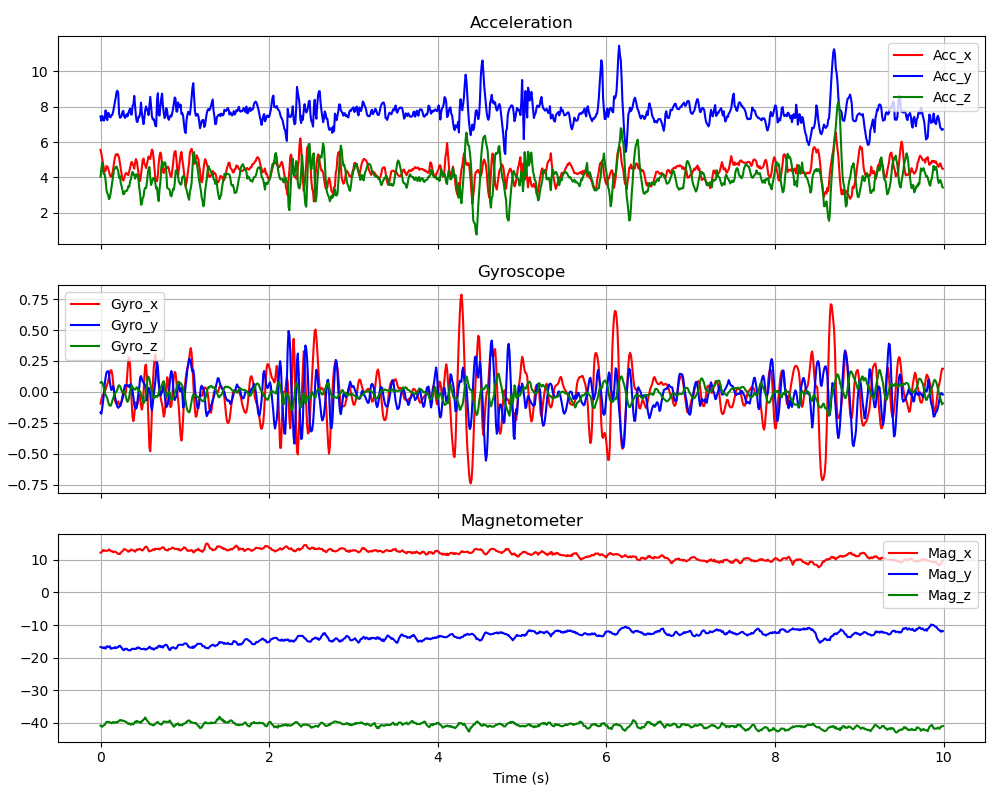 Acceleration
10
8
6
4
2
Acc_x
Acc_y
Acc_z
Gyroscope
0.75
0.50
0.25
0.00
−0.25
−0.50
−0.75
Gyro_x
Gyro_y
Gyro_z
Magnetometer
10
0
−10
−20
−30
−40
Mag_x
Mag_y
Mag_z
0 2 4 6 8 10
Time (s)